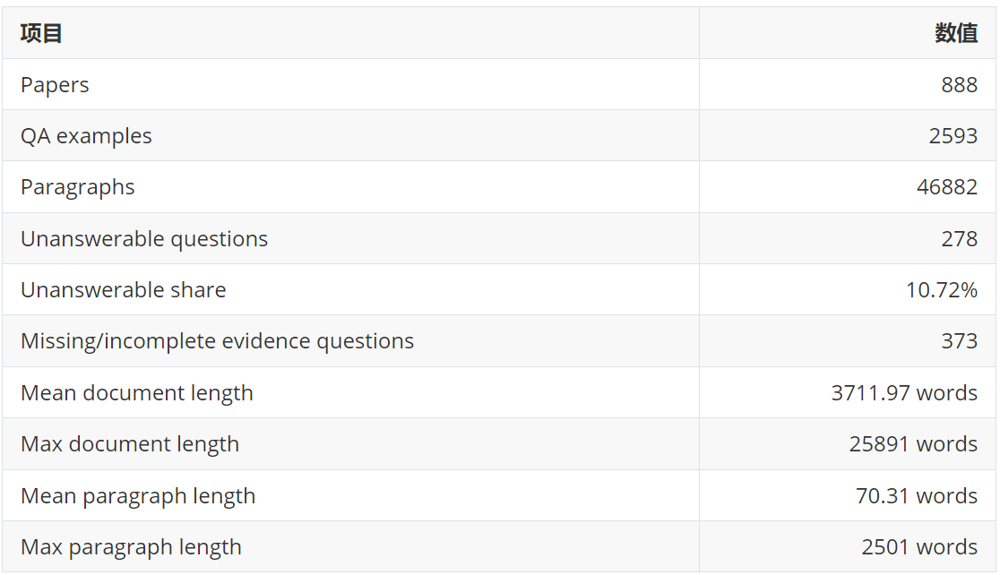 项目 数值
Papers 888
QA examples 2593
Paragraphs 46882
Unanswerable questions 278
Unanswerable share 10.72%
Missing/incomplete evidence questions 373
Mean document length 3711.97 words
Max document length 25891 words
Mean paragraph length 70.31 words
Max paragraph length 2501 words